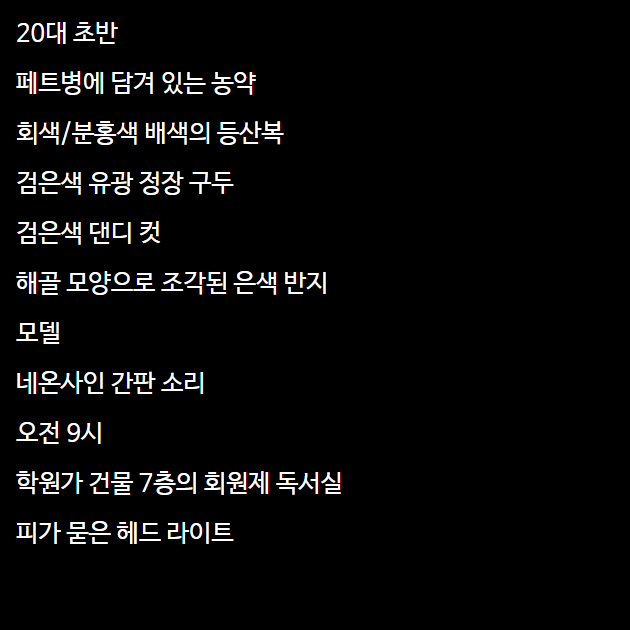 20대 초반
페트병에 담겨 있는 농약
회색/분홍색 배색의 등산복
검은색 유광 정장 구두
검은색 댄디 컷
해골 모양으로 조각된 은색 반지
모델
네온사인 간판 소리
오전 9시
학원가 건물 7층의 회원제 독서실
피가 묻은 헤드 라이트